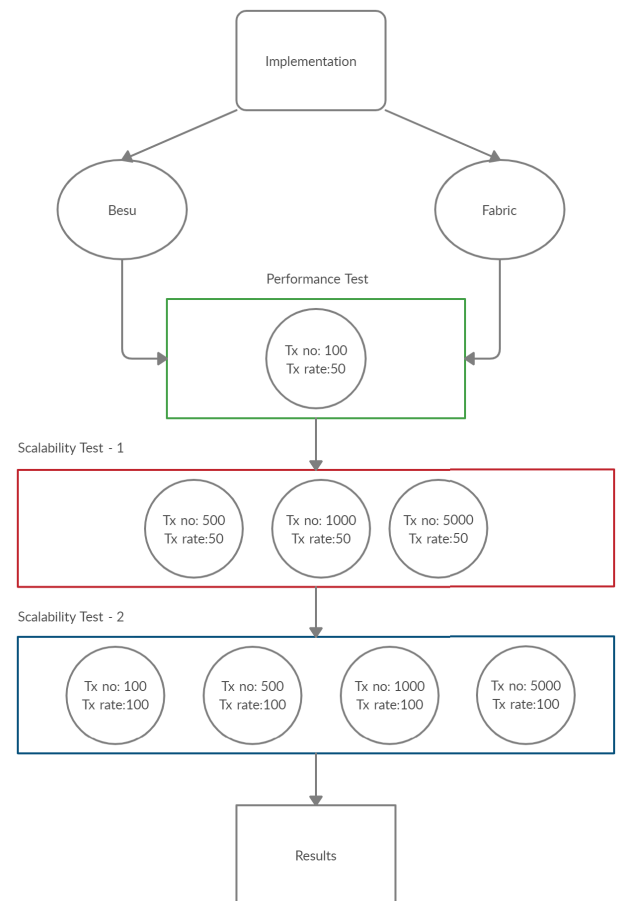 Implementation
Besu
Fabric
Performance Test
Tx no: 100
Tx rate:50
Scalability Test - 1
Tx no: 500
Tx rate:50
Tx no: 1000
Tx rate:50
Tx no: 5000
Tx rate:50
Scalability Test - 2
Tx no: 100
Tx rate:100
Tx no: 500
Tx rate:100
Tx no: 1000
Tx rate:100
Tx no: 5000
Tx rate:100
Results